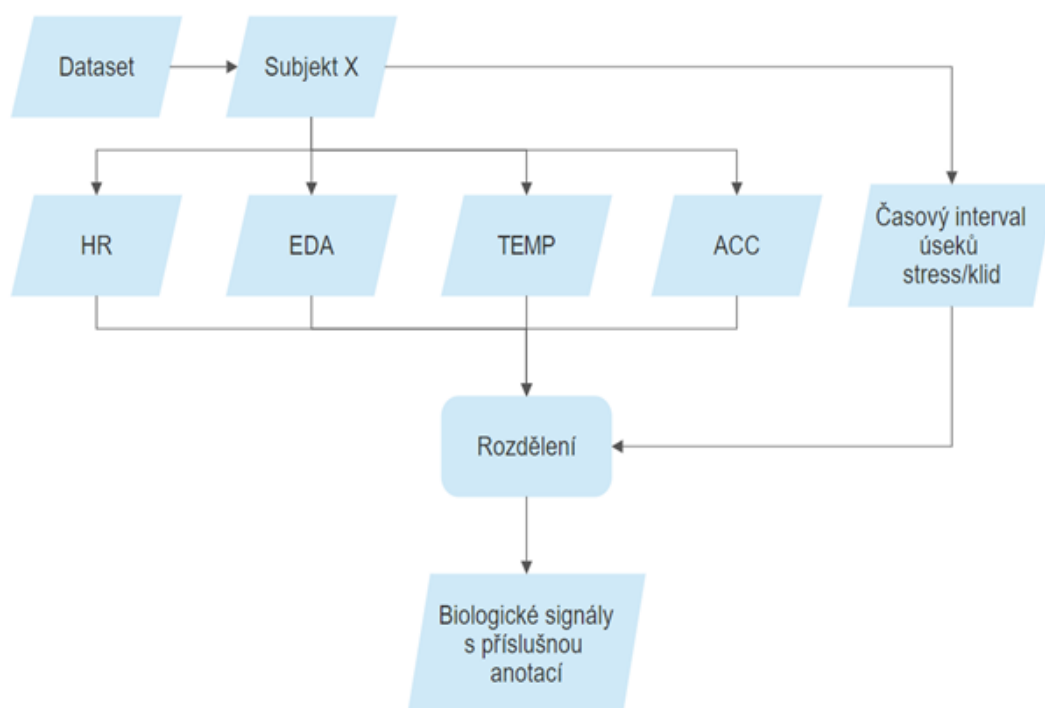 Dataset
Subjekt X
HR
EDA
TEMP
ACC
Časový interval
úseků
stress/klid
Rozdělení
Biologické signály
s příslušnou
anotací